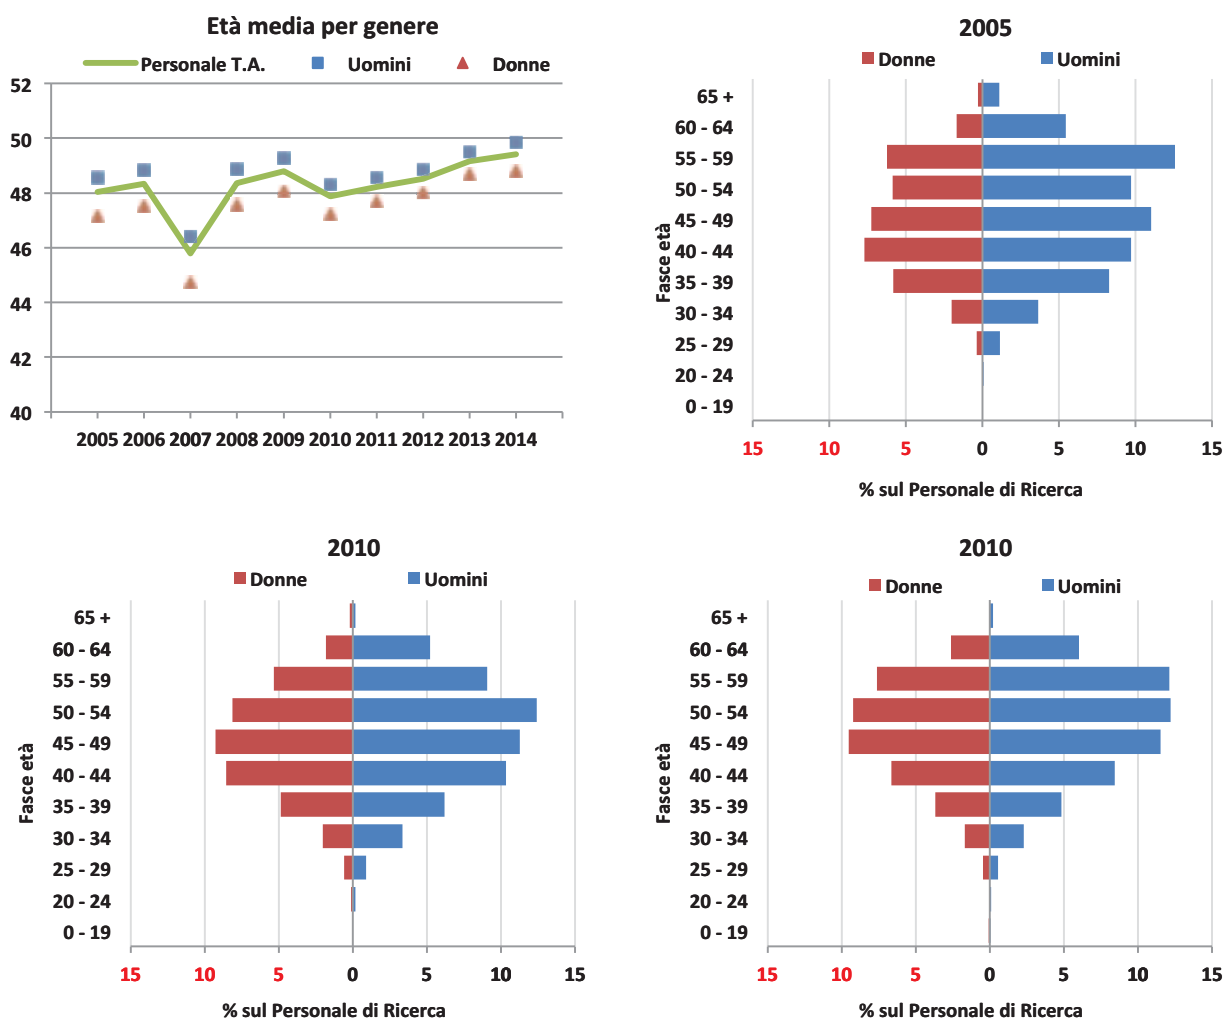 Età media per genere
Personale T.A. Uomini Donne
52
50
48
46
44
42
40
2005 2006 2007 2008 2009 2010 2011 2012 2013 2014
2005
Donne Uomini
Fasce età
65 +
60 - 64
55 - 59
50 - 54
45 - 49
40 - 44
35 - 39
30 - 34
25 - 29
20 - 24
0 - 19
15 10 5 0 5 10 15
% sul Personale di Ricerca
2010
Donne Uomini
Fasce età
65 +
60 - 64
55 - 59
50 - 54
45 - 49
40 - 44
35 - 39
30 - 34
25 - 29
20 - 24
0 - 19
15 10 5 0 5 10 15
% sul Personale di Ricerca
2010
Donne Uomini
Fasce età
65 +
60 - 64
55 - 59
50 - 54
45 - 49
40 - 44
35 - 39
30 - 34
25 - 29
20 - 24
0 - 19
15 10 5 0 5 10 15
% sul Personale di Ricerca